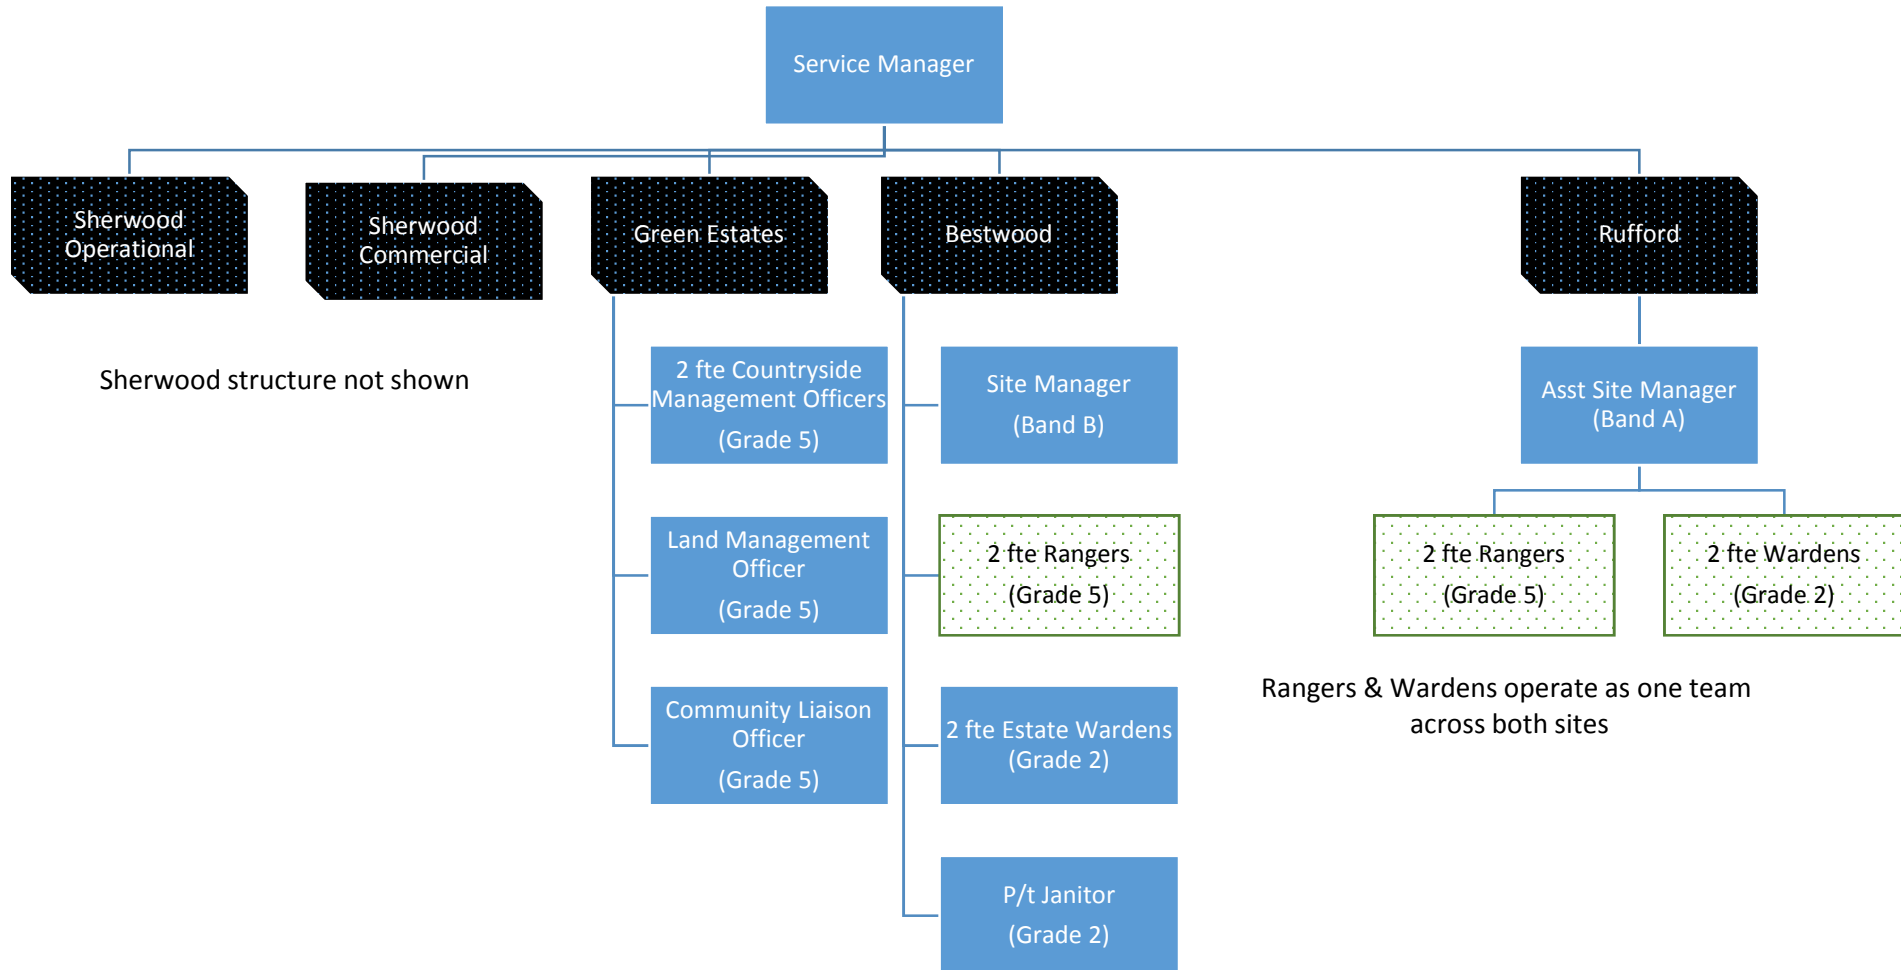 Service Manager
Sherwood
Operational
Sherwood
Commercial
Green Estates
Bestwood
Rufford
Sherwood structure not shown
2 fte Countryside
Management Officers
(Grade 5)
Land Management
Officer
(Grade 5)
Community Liaison
Officer
(Grade 5)
Site Manager
(Band B)
2 fte Rangers
(Grade 5)
2 fte Estate Wardens
(Grade 2)
P/t Janitor
(Grade 2)
Asst Site Manager
(Band A)
2 fte Rangers
(Grade 5)
2 fte Wardens
(Grade 2)
Rangers & Wardens operate as one team
across both sites